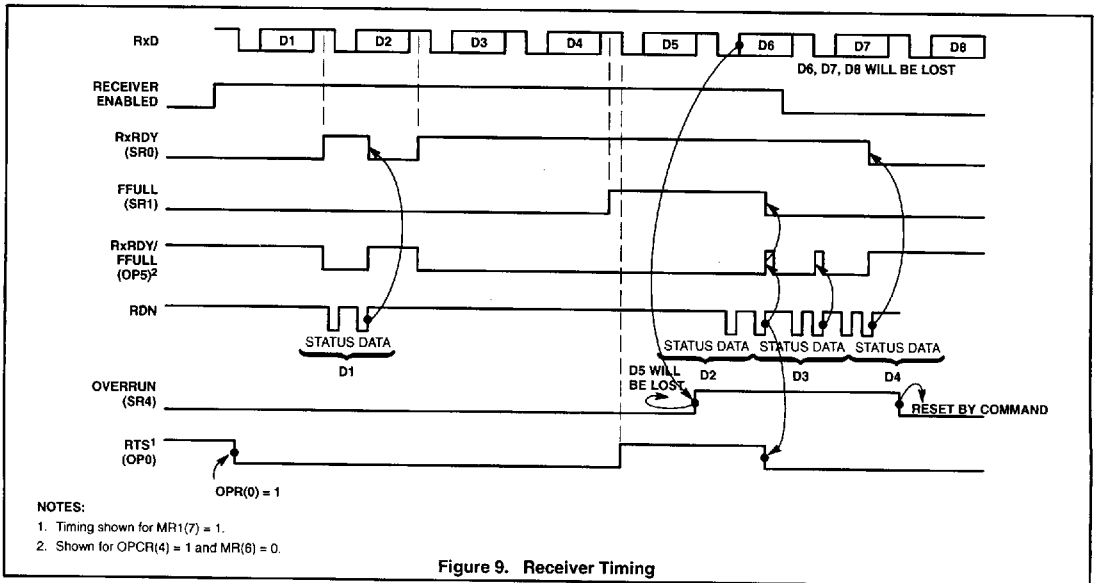 RxD
D1 D2 D3 D4 D5 D6 D7 D8
D6, D7, D8 WILL BE LOST
RECEIVER
ENABLED
RxRDY
(SR0)
FFULL
(SR1)
RxRDY/
FFULL
(OP5)²
RDN
STATUS DATA
D1
STATUS DATA STATUS DATA STATUS DATA
D2 D3 D4
D5 WILL
BE LOST
OVERRUN
(SR4)
RESET BY COMMAND
RTS¹
(OP0)
OPR(0) = 1
NOTES:
1. Timing shown for MR1(7) = 1.
2. Shown for OPCR(4) = 1 and MR(6) = 0.
Figure 9. Receiver Timing